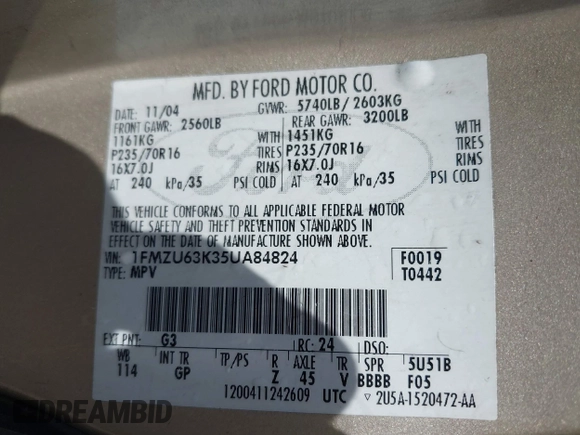 MFD. BY FORD MOTOR CO.
DATE: 11/04 GVWR: 5740LB/ 2603KG
FRONT GAWR: 2560LB REAR GAWR: 3200LB
1161KG WITH 1451KG WITH
P235/70R16 TIRES P235/70R16 TIRES
16X7.0J RIMS 16X7.0J RIMS
AT 240 kPa/35 PSI COLD AT 240 kPa/35 PSI COLD
Ford
THIS VEHICLE CONFORMS TO ALL APPLICABLE FEDERAL MOTOR
VEHICLE SAFETY AND THEFT PREVENTION STANDARDS IN
EFFECT ON THE DATE OF MANUFACTURE SHOWN ABOVE.
VIN: 1FMZU63K35UA84824 F0019
TYPE: MPV T0442
EXT PNT: G3 RC: 24 DSO:
WB INT TR TP/PS R AXLE TR SPR 5U51B
114 GP Z 45 V BBBB F05
1200411242609 UTC 2U5A-1520472-AA
DREAMBID